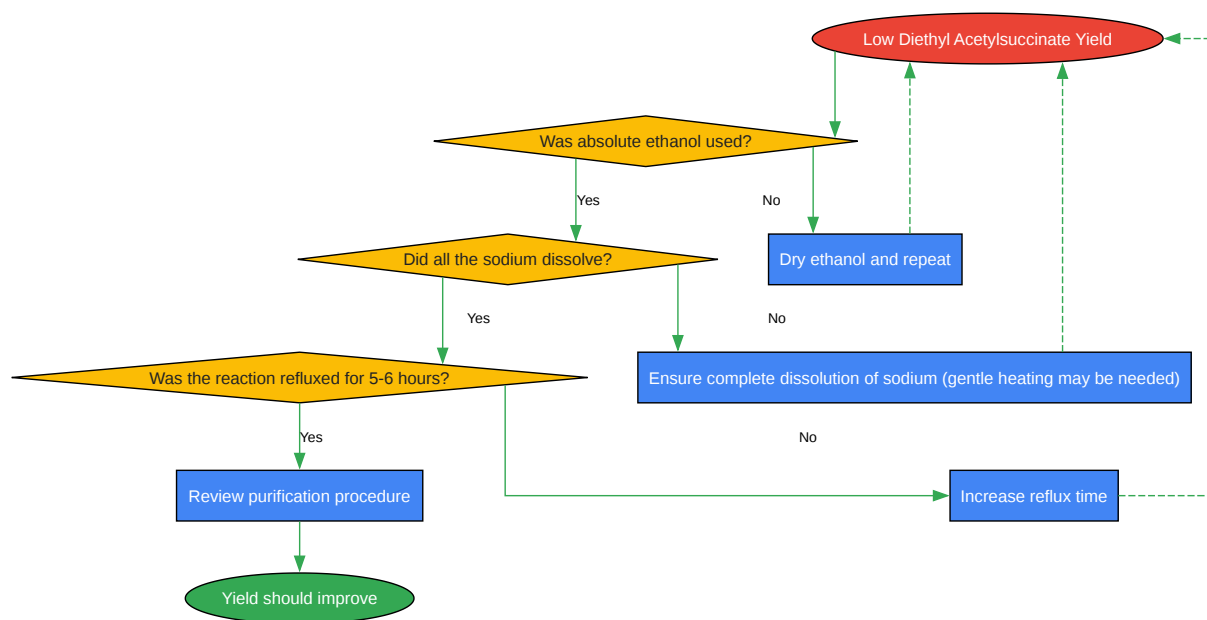 Low Diethyl Acetylsuccinate Yield
Was absolute ethanol used?
Yes
No
Did all the sodium dissolve?
Dry ethanol and repeat
Yes
No
Was the reaction refluxed for 5-6 hours?
Ensure complete dissolution of sodium (gentle heating may be needed)
Yes
No
Review purification procedure
Increase reflux time
Yield should improve